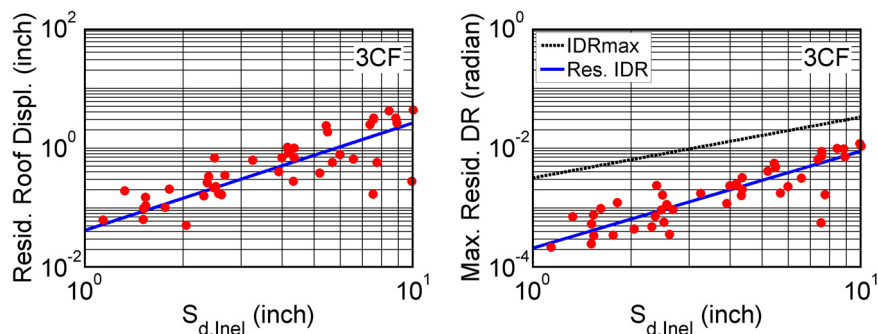 Resid. Roof Displ. (inch)
10^2
10^0
10^-2
3CF
10^0
10^1
S_d,Inel (inch)
Max. Resid. DR (radian)
10^0
10^-2
10^-4
IDRmax
Res. IDR
3CF
10^0
10^1
S_d,Inel (inch)